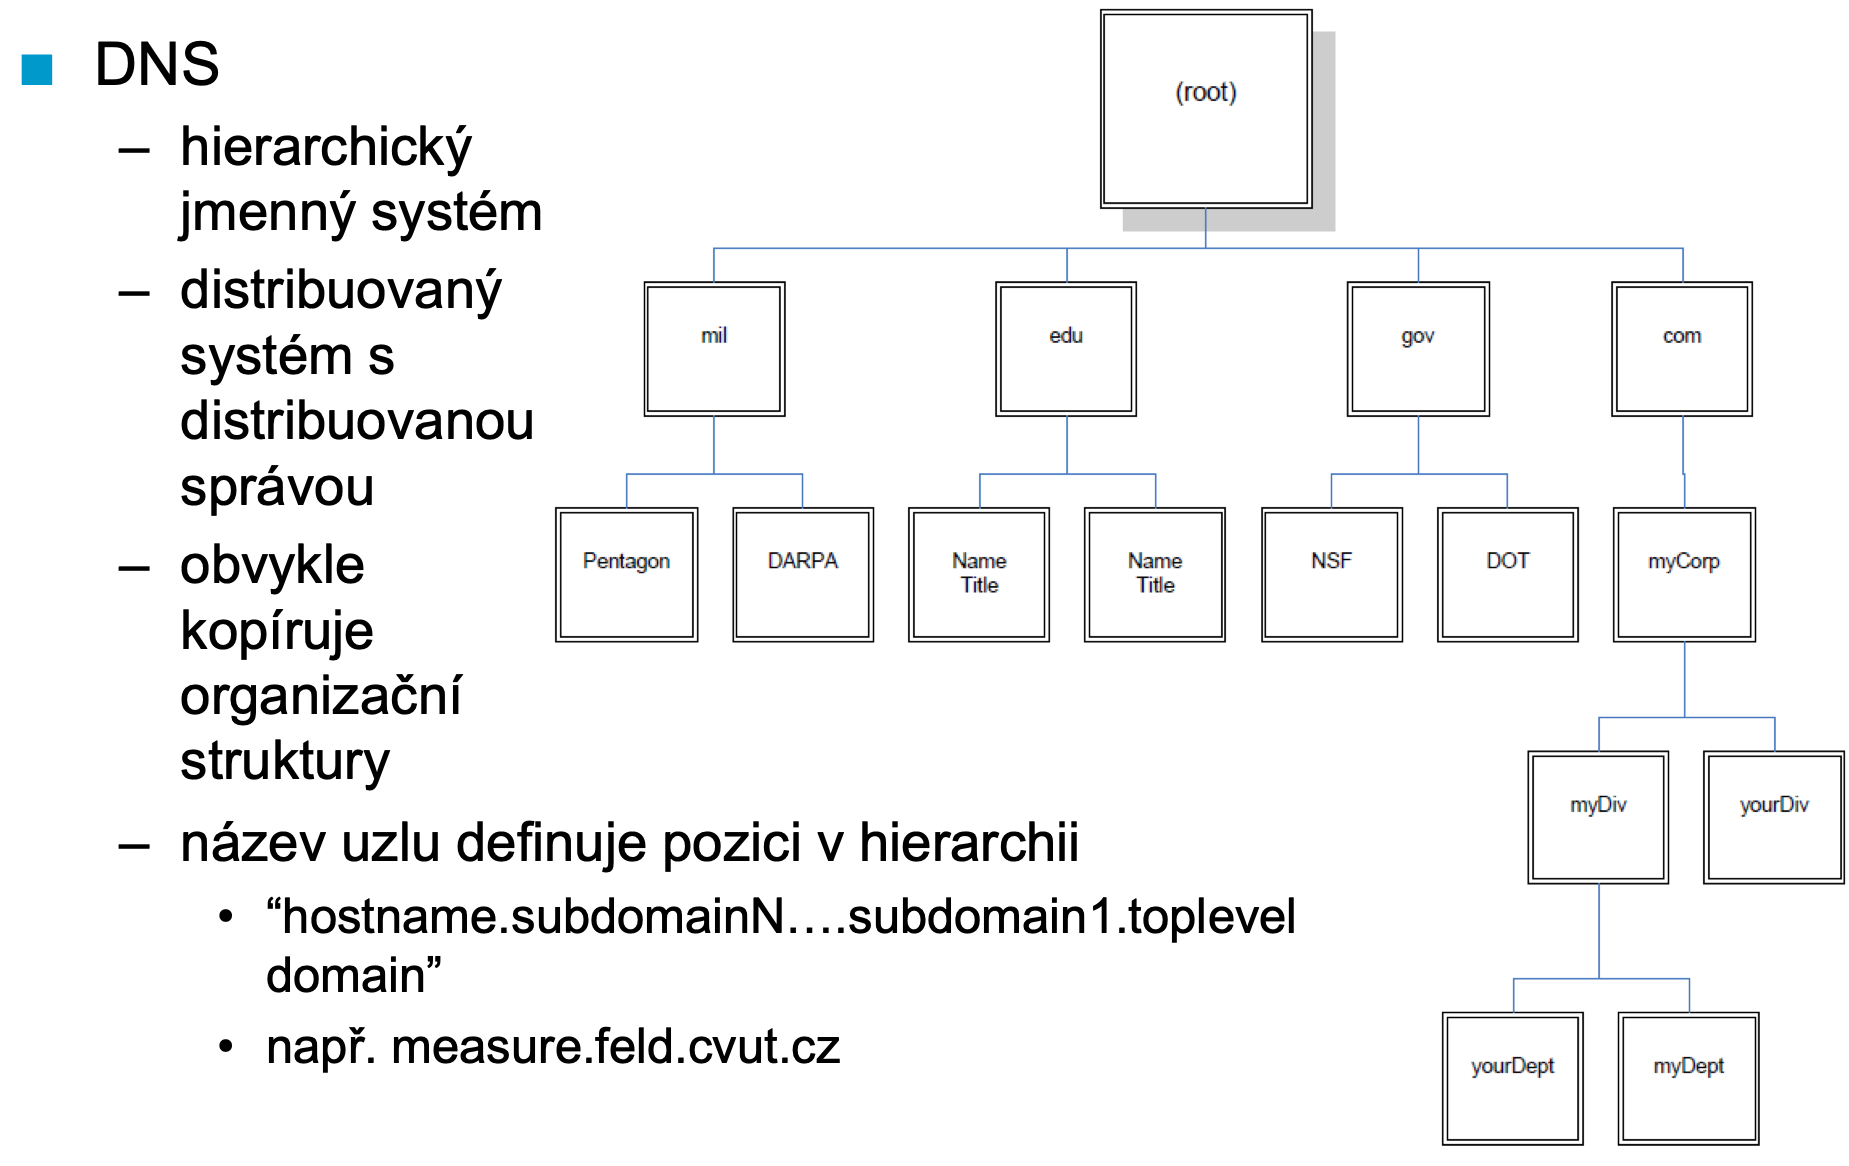 DNS
– hierarchický
jmenný systém
– distribuovaný
systém s
distribuovanou
správou
– obvykle
kopíruje
organizační
struktury
– název uzlu definuje pozici v hierarchii
• “hostname.subdomainN….subdomain1.toplevel
domain”
• např. measure.feld.cvut.cz
(root)
mil
edu
gov
com
Pentagon
DARPA
Name
Title
Name
Title
NSF
DOT
myCorp
myDiv
yourDiv
yourDept
myDept